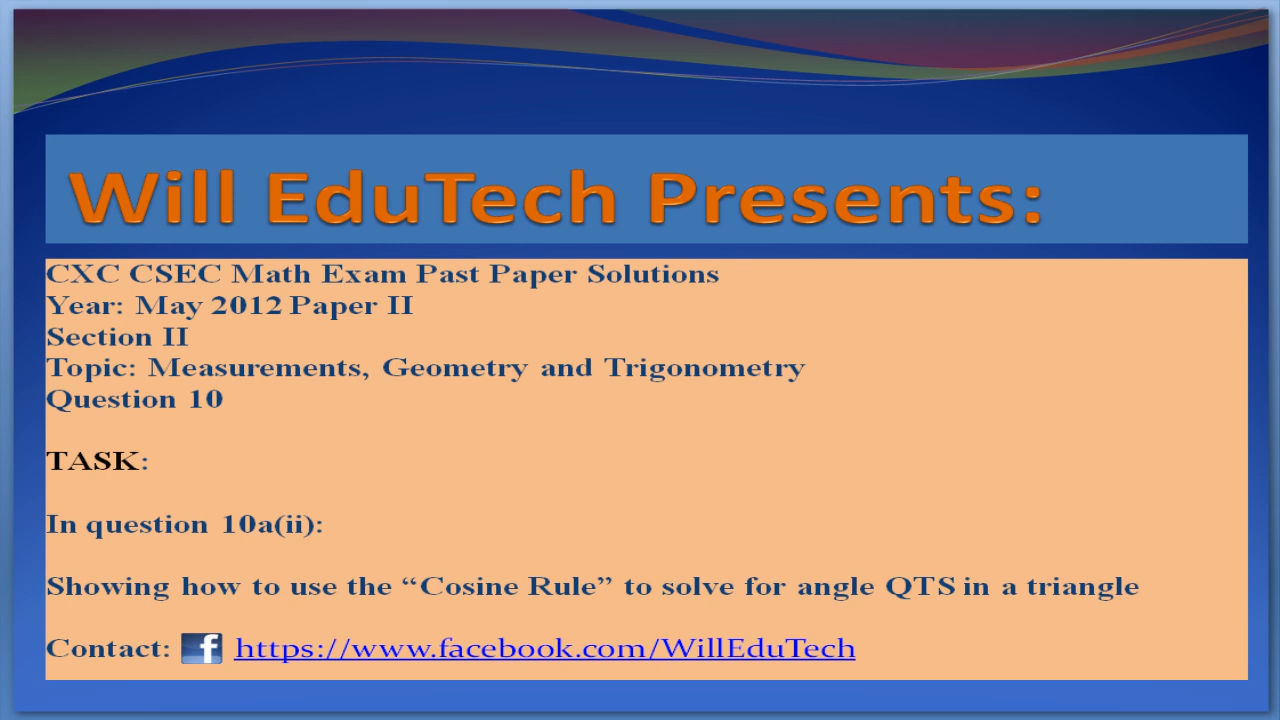 Will EduTech Presents:
CXC CSEC Math Exam Past Paper Solutions
Year: May 2012 Paper II
Section II
Topic: Measurements, Geometry and Trigonometry
Question 10
TASK:
In question 10a(ii):
Showing how to use the “Cosine Rule” to solve for angle QTS in a triangle
Contact: f https://www.facebook.com/WillEduTech